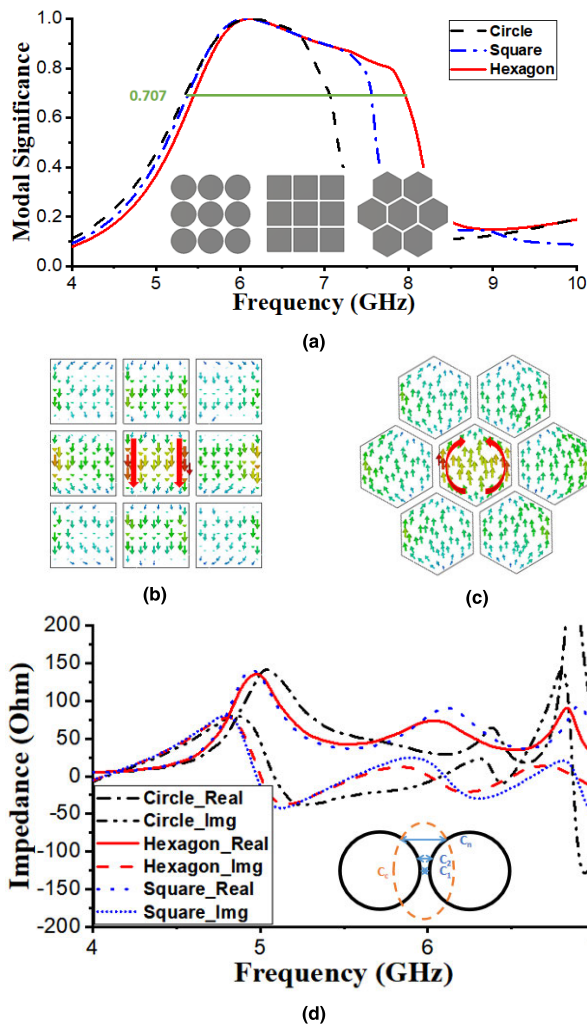 1.0
0.8
0.6
0.4
0.2
0.0
Modal Significance
0.707
Circle
Square
Hexagon
4 5 6 7 8 9 10
Frequency (GHz)
(a)
(b)
(c)
200
150
100
50
0
-50
-100
-150
-200
Impedance (Ohm)
Circle_Real
Circle_Img
Hexagon_Real
Hexagon_Img
Square_Real
Square_Img
Cn
C2
Cc C1
4 5 6
Frequency (GHz)
(d)